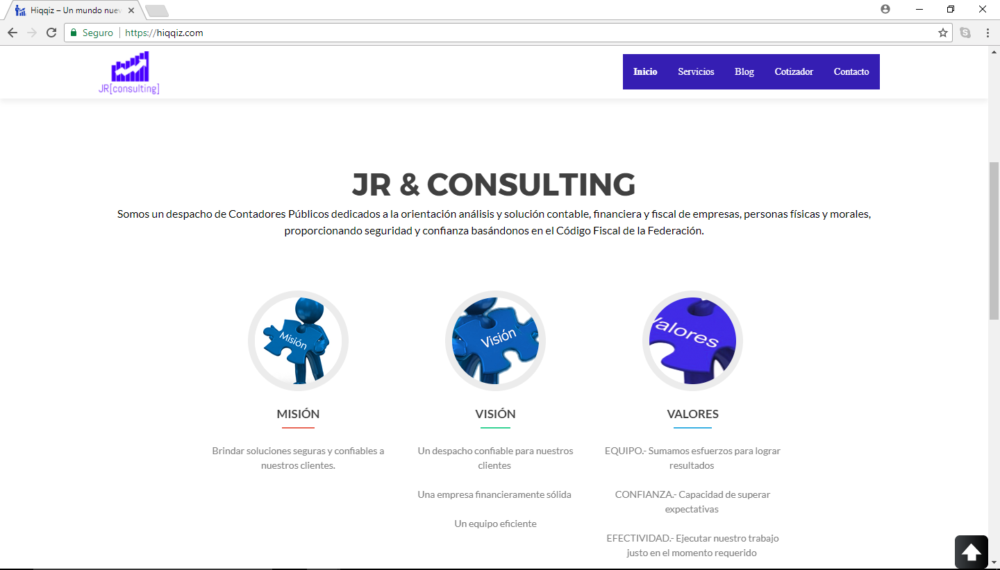 Hiqqiz – Un mundo nuev
Seguro
https://hiqqiz.com
JR[consulting]
Inicio Servicios Blog Cotizador Contacto
JR & CONSULTING
Somos un despacho de Contadores Públicos dedicados a la orientación análisis y solución contable, financiera y fiscal de empresas, personas físicas y morales,
proporcionando seguridad y confianza basándonos en el Código Fiscal de la Federación.
Misión
Visión
Valores
MISIÓN
Brindar soluciones seguras y confiables a
nuestros clientes.
VISIÓN
Un despacho confiable para nuestros
clientes
Una empresa financieramente sólida
Un equipo eficiente
VALORES
EQUIPO.- Sumamos esfuerzos para lograr
resultados
CONFIANZA.- Capacidad de superar
expectativas
EFECTIVIDAD.- Ejecutar nuestro trabajo
justo en el momento requerido